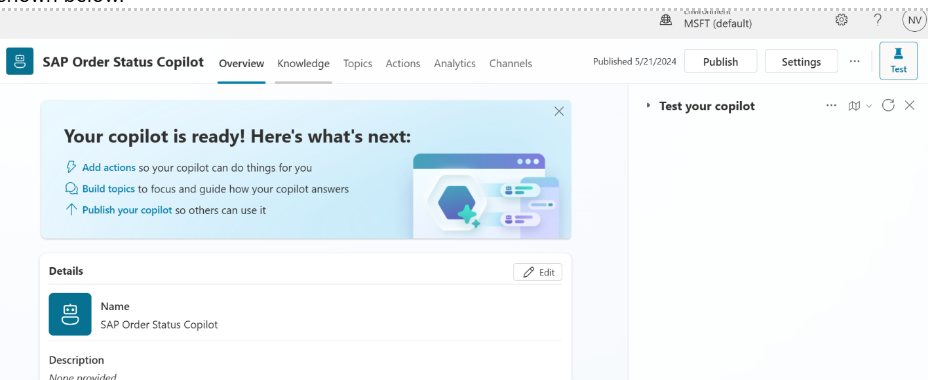 shown below.
Environment
MSFT (default)
?
NV
SAP Order Status Copilot
Overview
Knowledge
Topics
Actions
Analytics
Channels
Published 5/21/2024
Publish
Settings
...
Test
Your copilot is ready! Here's what's next:
Add actions so your copilot can do things for you
Build topics to focus and guide how your copilot answers
Publish your copilot so others can use it
Test your copilot
...
Details
Edit
Name
SAP Order Status Copilot
Description
None provided